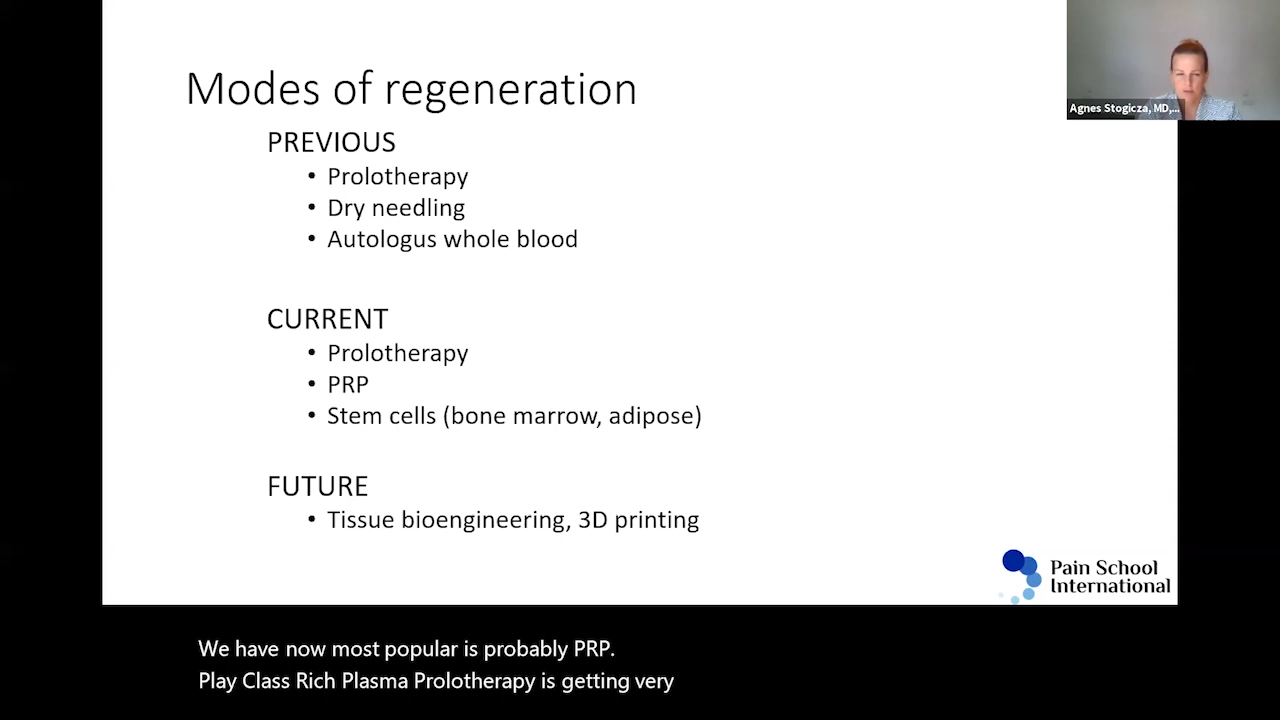 Modes of regeneration
Agnes Stogicza, MD,...
PREVIOUS
• Prolotherapy
• Dry needling
• Autologus whole blood
CURRENT
• Prolotherapy
• PRP
• Stem cells (bone marrow, adipose)
FUTURE
• Tissue bioengineering, 3D printing
Pain School
International
We have now most popular is probably PRP.
Play Class Rich Plasma Prolotherapy is getting very